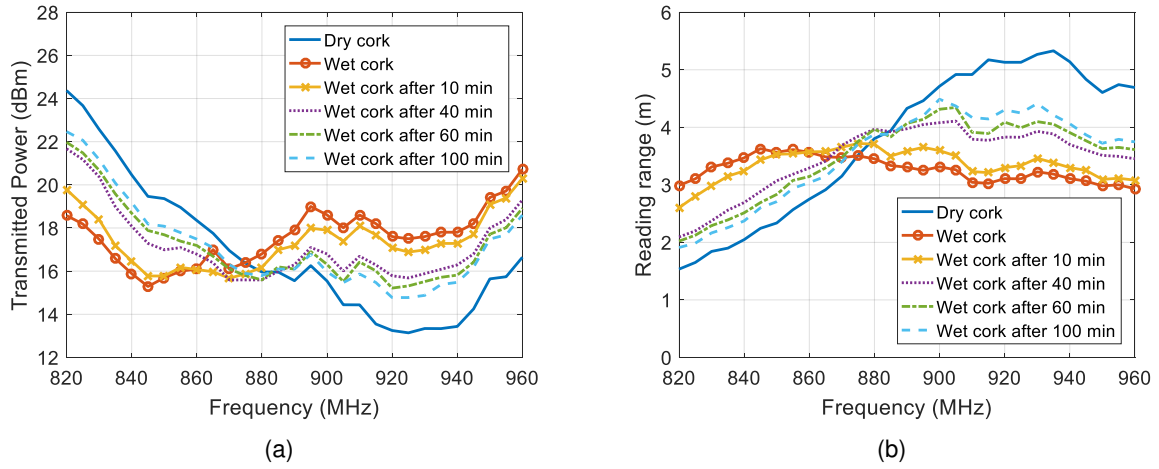 28
26
24
22
20
18
16
14
12
Transmitted Power (dBm)
820 840 860 880 900 920 940 960
Frequency (MHz)
Dry cork
Wet cork
Wet cork after 10 min
Wet cork after 40 min
Wet cork after 60 min
Wet cork after 100 min
(a)
6
5
4
3
2
1
0
Reading range (m)
820 840 860 880 900 920 940 960
Frequency (MHz)
Dry cork
Wet cork
Wet cork after 10 min
Wet cork after 40 min
Wet cork after 60 min
Wet cork after 100 min
(b)